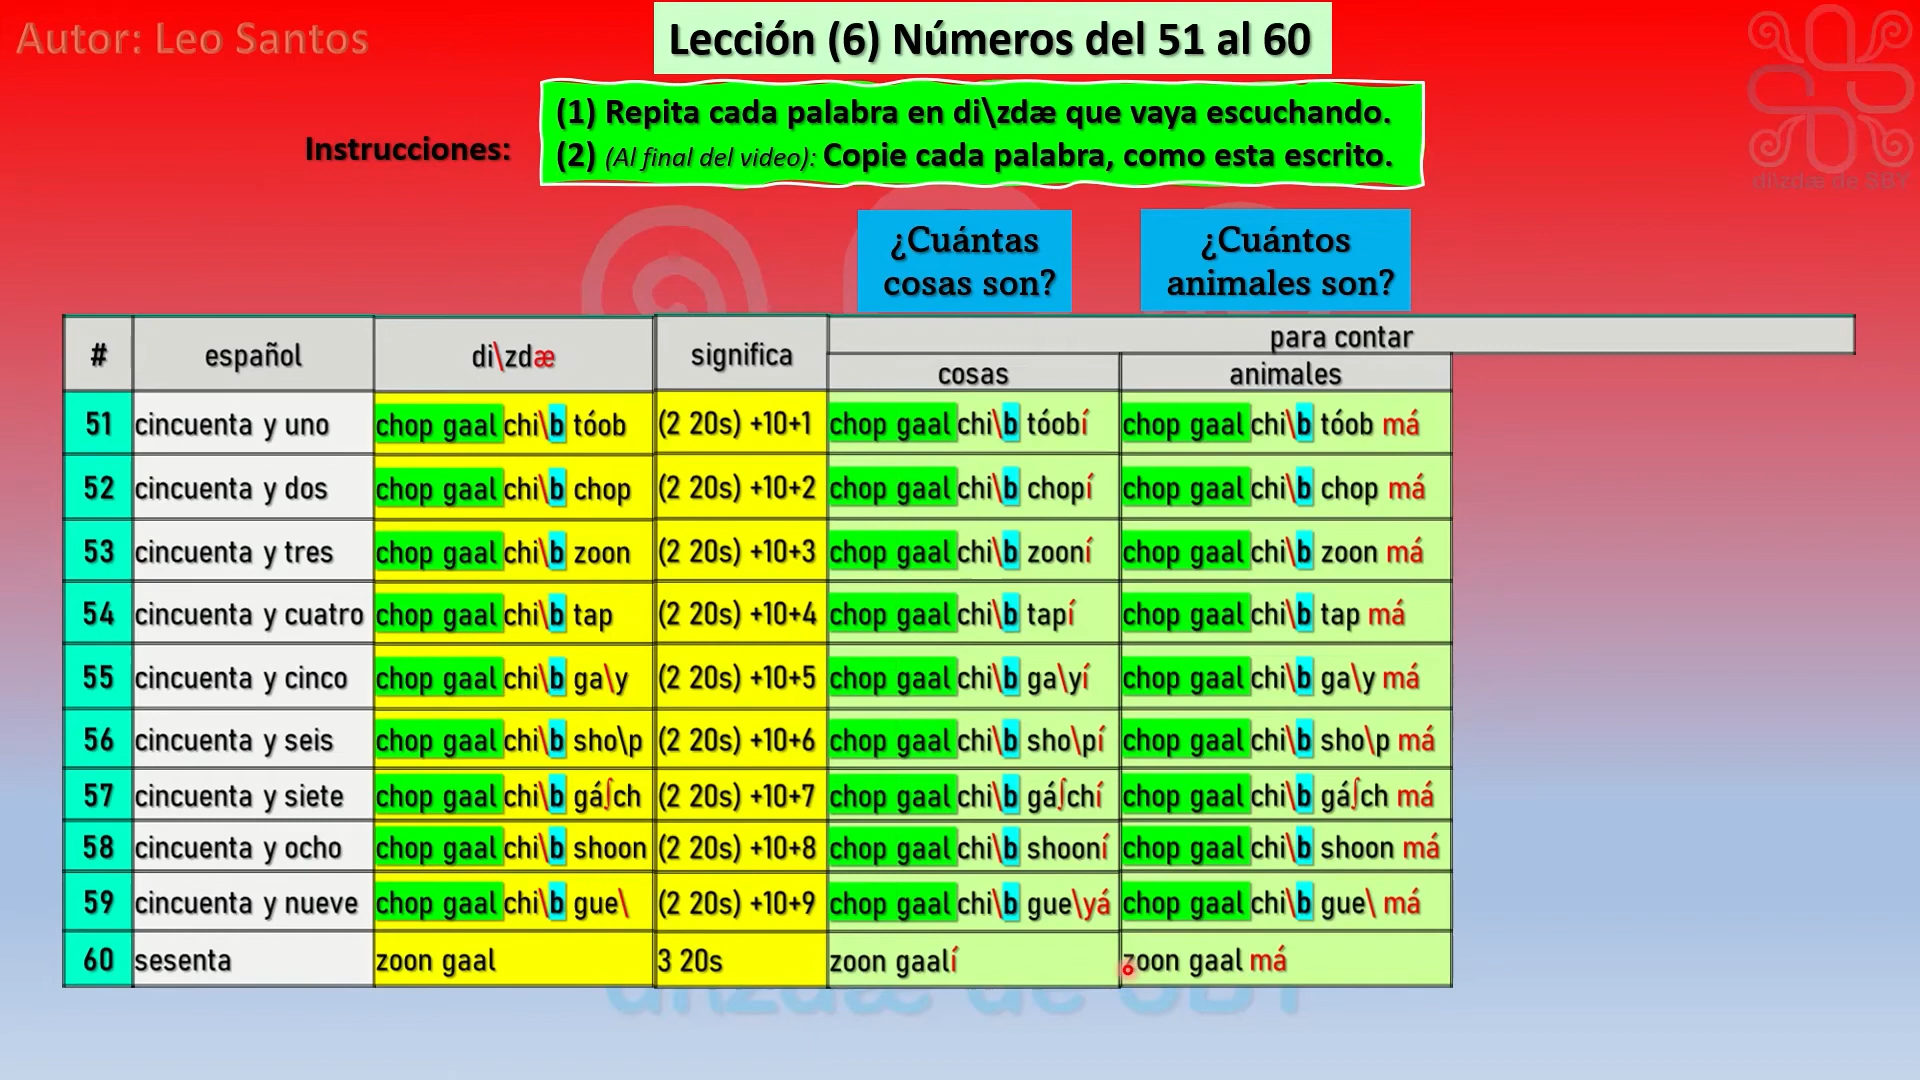 Autor: Leo Santos
Lección (6) Números del 51 al 60
Instrucciones:
(1) Repita cada palabra en di\zdæ que vaya escuchando.
(2) (Al final del video): Copie cada palabra, como esta escrito.
di\zdæ de SBY
¿Cuántas
cosas son?
¿Cuántos
animales son?
# español di\zdæ significa para contar
cosas animales
51 cincuenta y uno chop gaal chi\b tóob (2 20s) +10+1 chop gaal chi\b tóobí chop gaal chi\b tóob má
52 cincuenta y dos chop gaal chi\b chop (2 20s) +10+2 chop gaal chi\b chopí chop gaal chi\b chop má
53 cincuenta y tres chop gaal chi\b zoon (2 20s) +10+3 chop gaal chi\b zooní chop gaal chi\b zoon má
54 cincuenta y cuatro chop gaal chi\b tap (2 20s) +10+4 chop gaal chi\b tapí chop gaal chi\b tap má
55 cincuenta y cinco chop gaal chi\b ga\y (2 20s) +10+5 chop gaal chi\b ga\yí chop gaal chi\b ga\y má
56 cincuenta y seis chop gaal chi\b sho\p (2 20s) +10+6 chop gaal chi\b sho\pí chop gaal chi\b sho\p má
57 cincuenta y siete chop gaal chi\b gáʃch (2 20s) +10+7 chop gaal chi\b gáʃchí chop gaal chi\b gáʃch má
58 cincuenta y ocho chop gaal chi\b shoon (2 20s) +10+8 chop gaal chi\b shooní chop gaal chi\b shoon má
59 cincuenta y nueve chop gaal chi\b gue\ (2 20s) +10+9 chop gaal chi\b gue\yá chop gaal chi\b gue\ má
60 sesenta zoon gaal 3 20s zoon gaalí zoon gaal má
di\zdæ de SBY